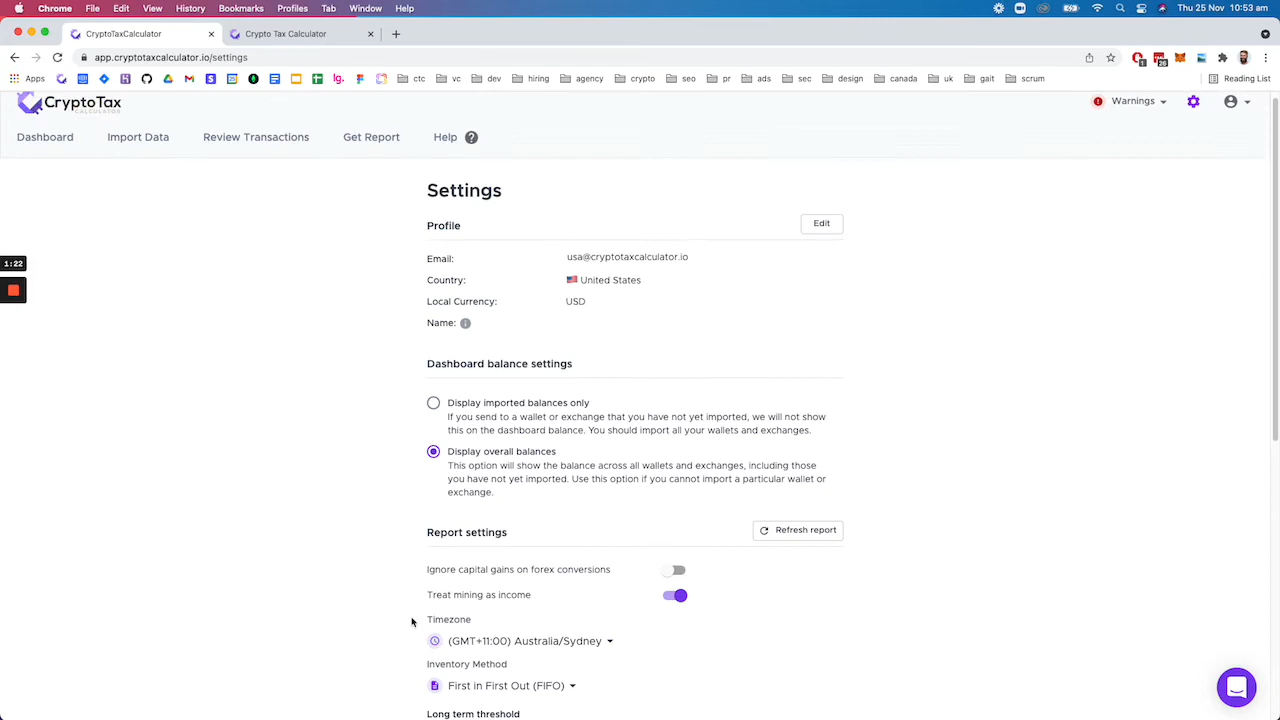 Chrome File Edit View History Bookmarks Profiles Tab Window Help Thu 25 Nov 10:53 am
CryptoTaxCalculator Crypto Tax Calculator
app.cryptotaxcalculator.io/settings
Apps lg. ctc vc dev hiring agency crypto seo pr ads sec design canada uk gait scrum Reading List
CryptoTax
CALCULATOR
Warnings
Dashboard Import Data Review Transactions Get Report Help
Settings
Profile Edit
Email: usa@cryptotaxcalculator.io
1:22
Country: United States
Local Currency: USD
Name:
Dashboard balance settings
Display imported balances only
If you send to a wallet or exchange that you have not yet imported, we will not show
this on the dashboard balance. You should import all your wallets and exchanges.
Display overall balances
This option will show the balance across all wallets and exchanges, including those
you have not yet imported. Use this option if you cannot import a particular wallet or
exchange.
Report settings Refresh report
Ignore capital gains on forex conversions
Treat mining as income
Timezone
(GMT+11:00) Australia/Sydney
Inventory Method
First in First Out (FIFO)
Long term threshold